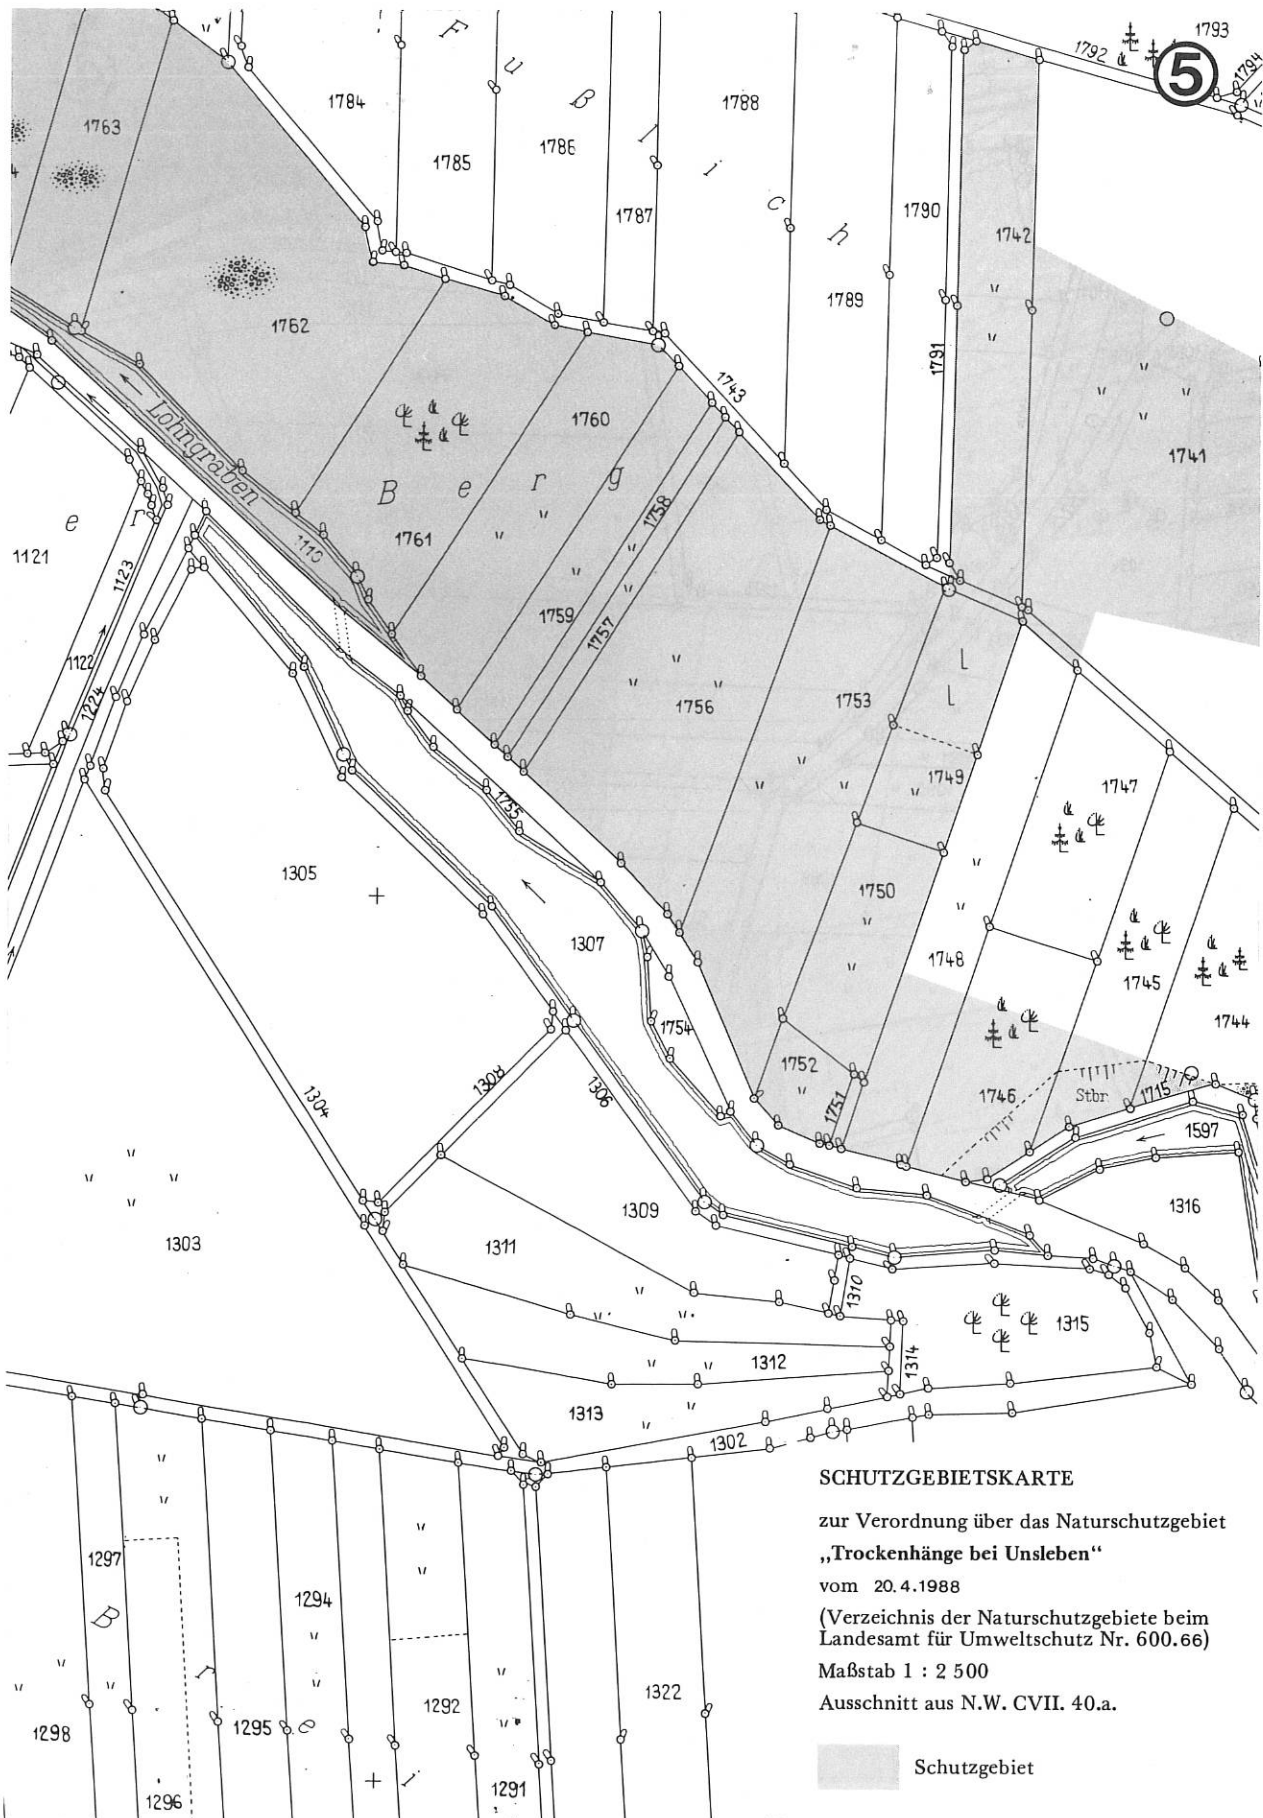 5
1793
1792
1794
F
u
ß
l
i
c
h
1763
1784
1785
1786
1787
1788
1789
1790
1742
1791
1762
1743
1760
1741
Lohngraben
B e r g
1758
1761
e
r
1121
1123
1110
1759
1757
1122
1224
1756
1753
1749
1747
1755
1305
1750
1307
1748
1745
1754
1744
1752
1308
1306
1304
1751
1746
Stbr.
1715
1597
1316
1303
1309
1311
1310
1315
1312
1314
1313
1302
1297
B
r
e
i
1294
1298
1295
1292
1322
1296
1291
SCHUTZGEBIETSKARTE
zur Verordnung über das Naturschutzgebiet
„Trockenhänge bei Unsleben“
vom 20.4.1988
(Verzeichnis der Naturschutzgebiete beim
Landesamt für Umweltschutz Nr. 600.66)
Maßstab 1 : 2 500
Ausschnitt aus N.W. CVII. 40.a.
Schutzgebiet